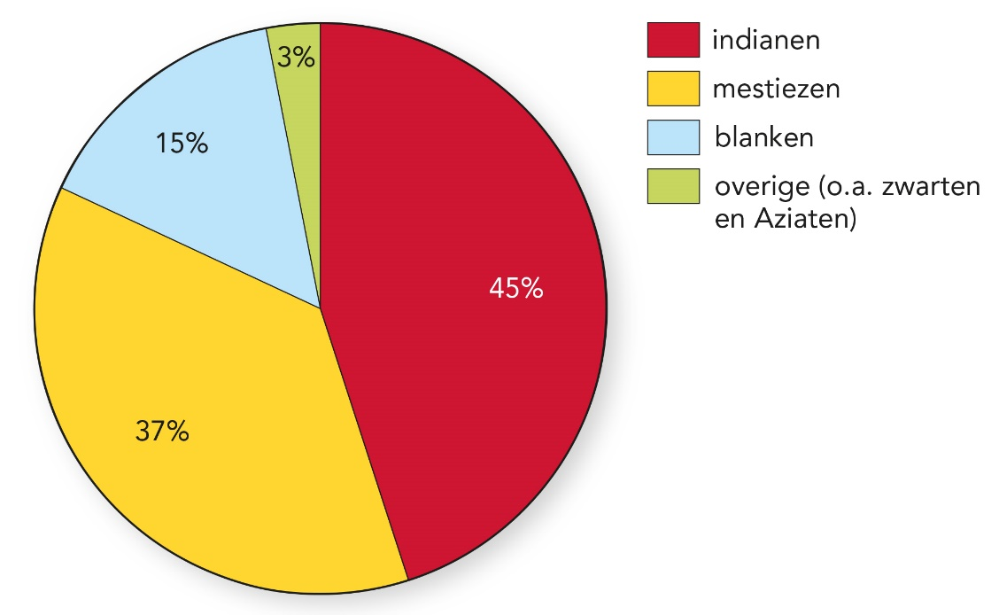 3%
15%
45%
37%
indianen
mestiezen
blanken
overige (o.a. zwarten
en Aziaten)